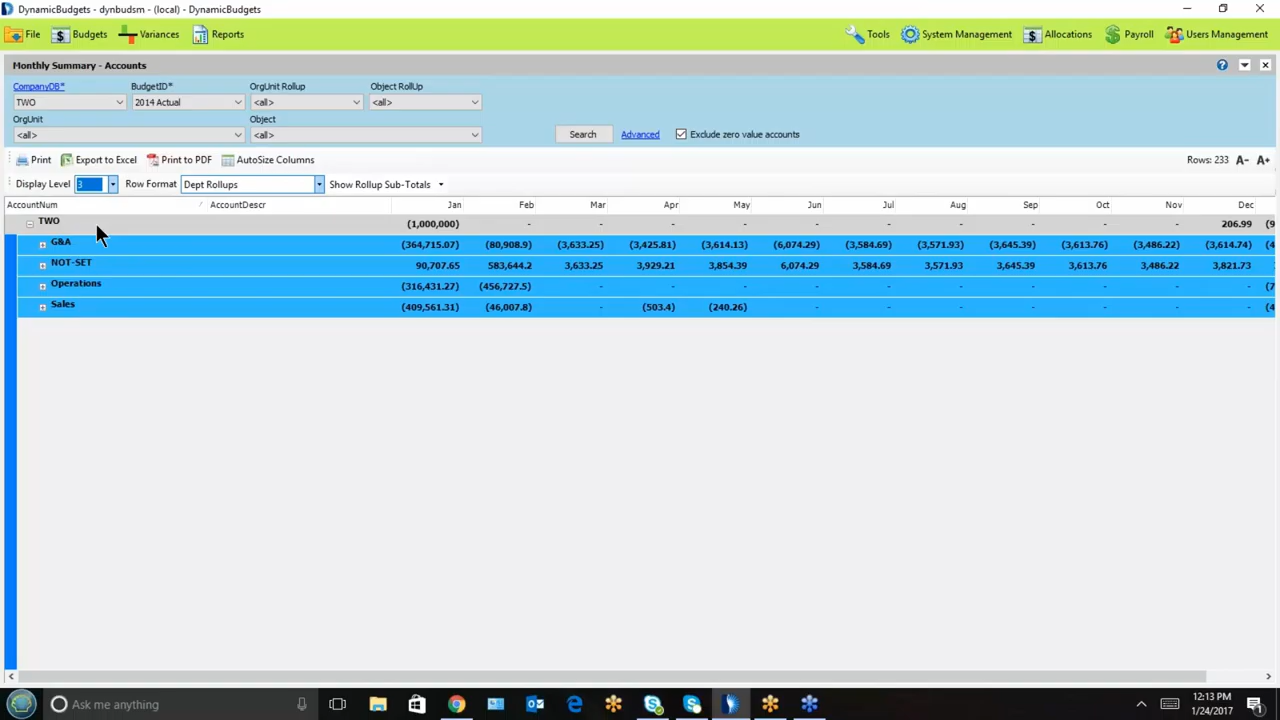 DynamicBudgets - dynbudsm - (local) - DynamicBudgets
File Budgets Variances Reports Tools System Management Allocations Payroll Users Management
Monthly Summary - Accounts
CompanyDB* BudgetID* OrgUnit Rollup Object RollUp
TWO 2014 Actual <all> <all>
OrgUnit Object
<all> <all> Search Advanced Exclude zero value accounts
Print Export to Excel Print to PDF AutoSize Columns Rows: 233 A- A+
Display Level 3 Row Format Dept Rollups Show Rollup Sub-Totals
AccountNum AccountDescr Jan Feb Mar Apr May Jun Jul Aug Sep Oct Nov Dec
TWO (1,000,000) - - - - - - - - - - 206.99 (9
G&A (364,715.07) (80,908.9) (3,633.25) (3,425.81) (3,614.13) (6,074.29) (3,584.69) (3,571.93) (3,645.39) (3,613.76) (3,486.22) (3,614.74) (4
NOT-SET 90,707.65 583,644.2 3,633.25 3,929.21 3,854.39 6,074.29 3,584.69 3,571.93 3,645.39 3,613.76 3,486.22 3,821.73
Operations (316,431.27) (456,727.5) - - - - - - - - - - (7
Sales (409,561.31) (46,007.8) - (503.4) (240.26) - - - - - - - (4
Ask me anything 12:13 PM
1/24/2017